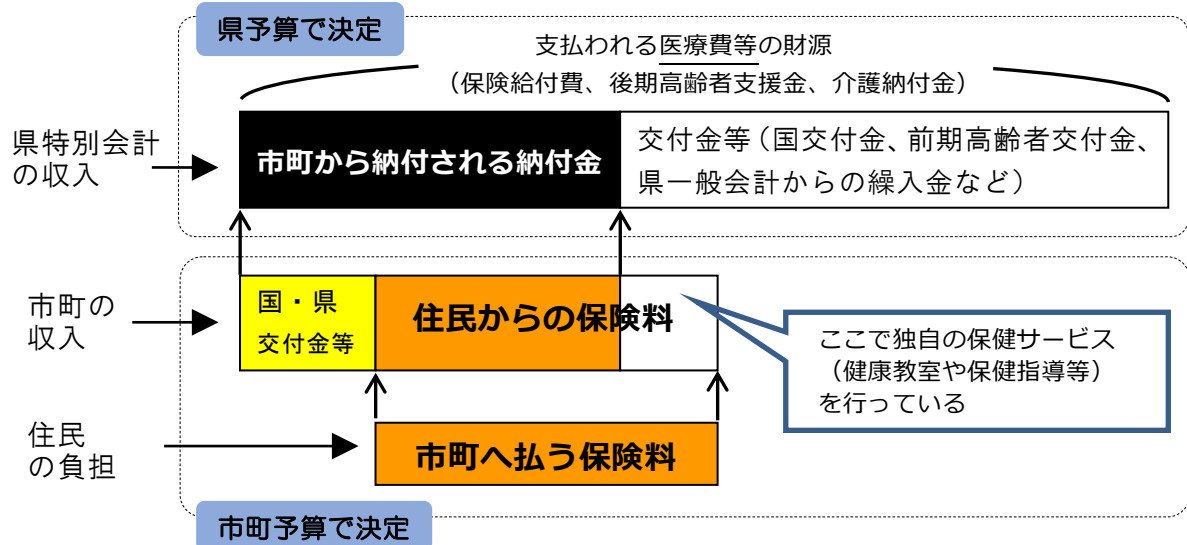 県予算で決定
支払われる医療費等の財源
（保険給付費、後期高齢者支援金、介護納付金）
県特別会計
の収入
市町から納付される納付金
交付金等（国交付金、前期高齢者交付金、
県一般会計からの繰入金など）
市町の
収入
国・県
交付金等
住民からの保険料
ここで独自の保健サービス
（健康教室や保健指導等）
を行っている
住民
の負担
市町へ払う保険料
市町予算で決定